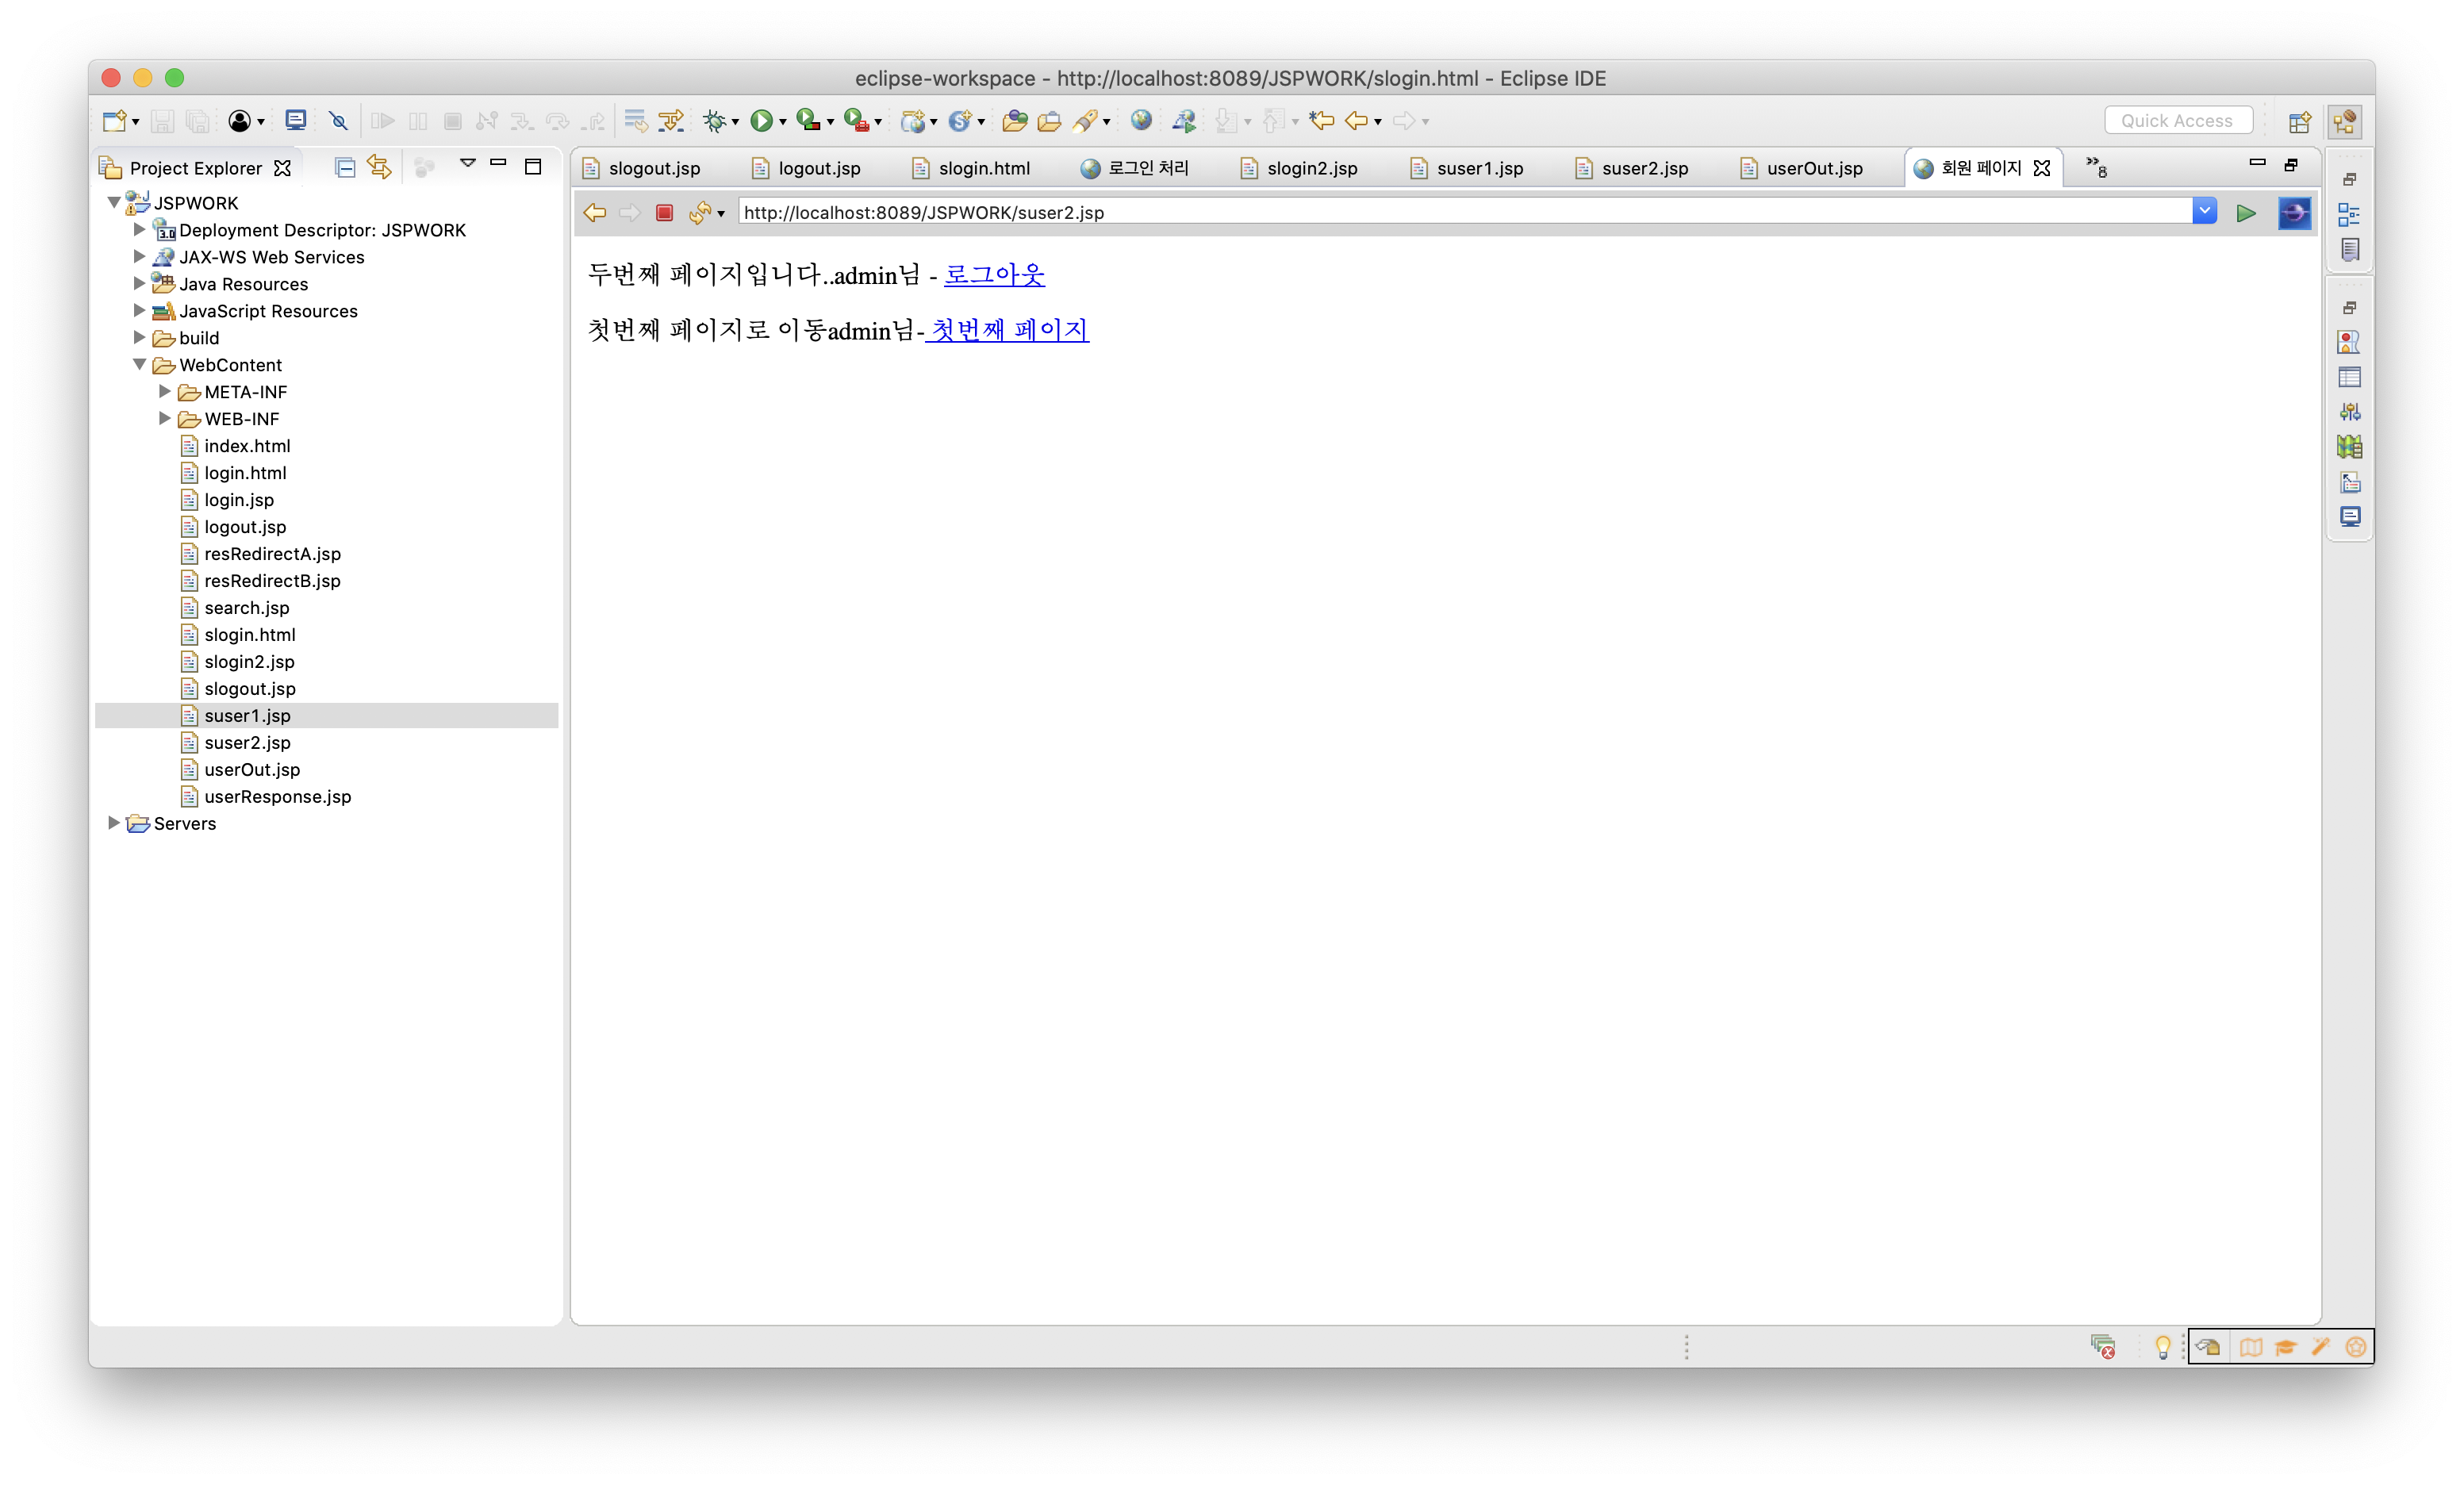 eclipse-workspace - http://localhost:8089/JSPWORK/slogin.html - Eclipse IDE
Quick Access
Project Explorer
slogout.jsp
logout.jsp
slogin.html
로그인 처리
slogin2.jsp
suser1.jsp
suser2.jsp
userOut.jsp
회원 페이지
8
http://localhost:8089/JSPWORK/suser2.jsp
JSPWORK
3.0 Deployment Descriptor: JSPWORK
JAX-WS Web Services
Java Resources
JavaScript Resources
build
WebContent
META-INF
WEB-INF
index.html
login.html
login.jsp
logout.jsp
resRedirectA.jsp
resRedirectB.jsp
search.jsp
slogin.html
slogin2.jsp
slogout.jsp
suser1.jsp
suser2.jsp
userOut.jsp
userResponse.jsp
Servers
두번째 페이지입니다..admin님 - 로그아웃
첫번째 페이지로 이동admin님- 첫번째 페이지